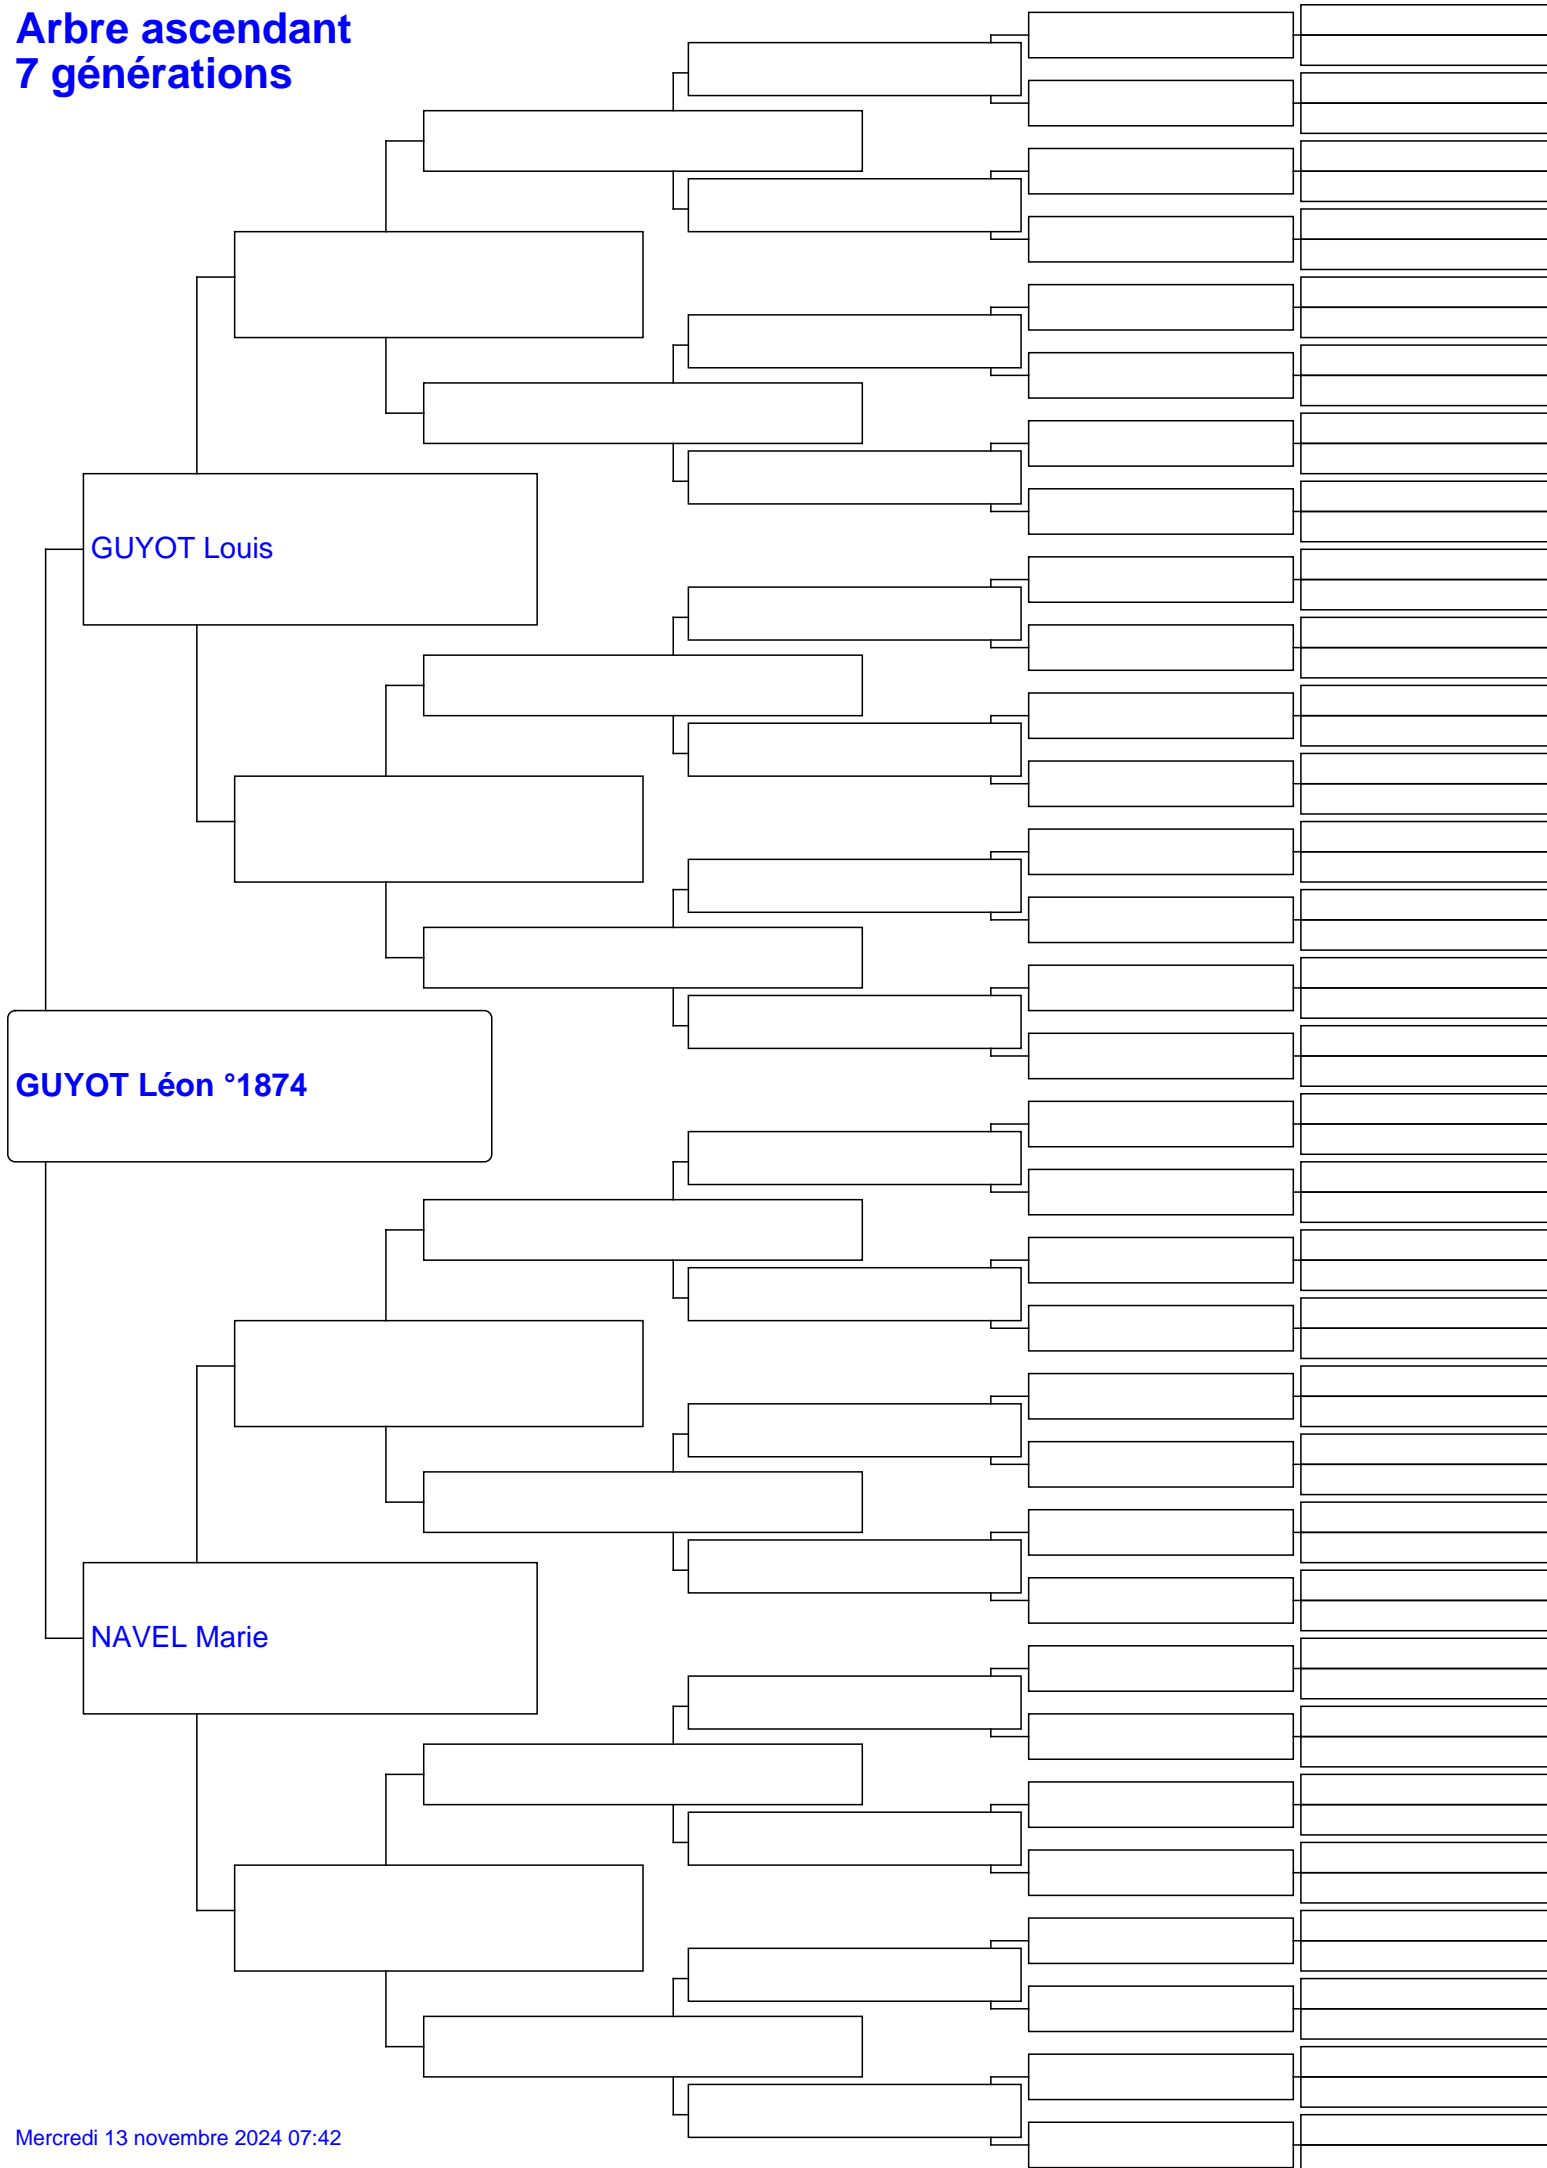 Arbre ascendant
7 générations
GUYOT Louis
GUYOT Léon °1874
NAVEL Marie
Mercredi 13 novembre 2024 07:42